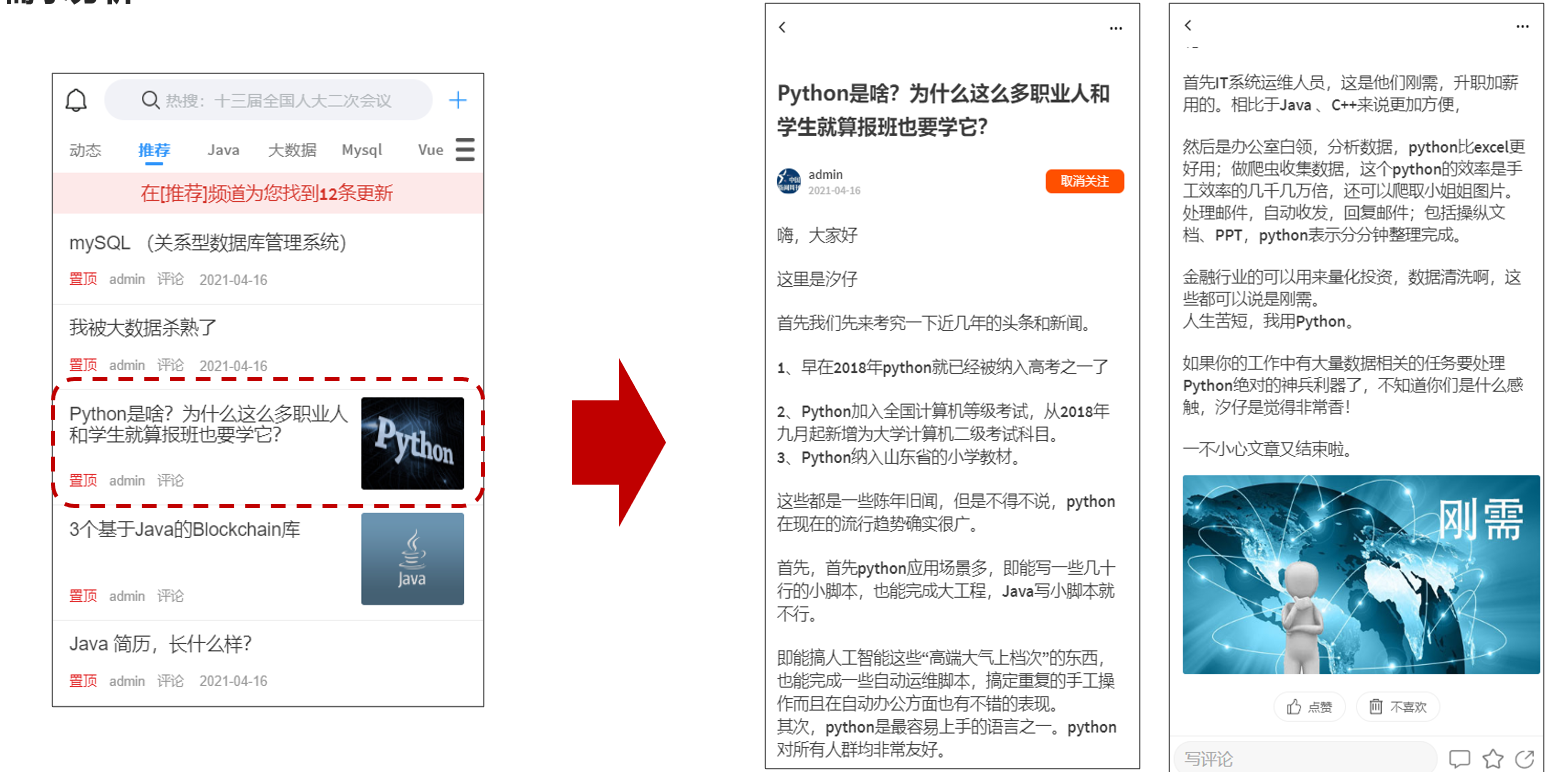 热搜：十三届全国人大二次会议
动态 推荐 Java 大数据 Mysql Vue
在[推荐]频道为您找到12条更新
mySQL （关系型数据库管理系统）
置顶 admin 评论 2021-04-16
我被大数据杀熟了
置顶 admin 评论 2021-04-16
Python是啥？为什么这么多职业人
和学生就算报班也要学它？
置顶 admin 评论
Python
3个基于Java的Blockchain库
置顶 admin 评论
Java
Java 简历，长什么样？
置顶 admin 评论 2021-04-16
Python是啥？为什么这么多职业人和
学生就算报班也要学它？
admin
2021-04-16
取消关注
嗨，大家好
这里是汐仔
首先我们先来考究一下近几年的头条和新闻。
1、早在2018年python就已经被纳入高考之一了
2、Python加入全国计算机等级考试，从2018年
九月起新增为大学计算机二级考试科目。
3、Python纳入山东省的小学教材。
这些都是一些陈年旧闻，但是不得不说，python
在现在的流行趋势确实很广。
首先，首先python应用场景多，即能写一些几十
行的小脚本，也能完成大工程，Java写小脚本就
不行。
即能搞人工智能这些“高端大气上档次”的东西，
也能完成一些自动运维脚本，搞定重复的手工操
作而且在自动办公方面也有不错的表现。
其次，python是最容易上手的语言之一。python
对所有人群均非常友好。
首先IT系统运维人员，这是他们刚需，升职加薪
用的。相比于Java 、C++来说更加方便，
然后是办公室白领，分析数据，python比excel更
好用；做爬虫收集数据，这个python的效率是手
工效率的几千几万倍，还可以爬取小姐姐图片。
处理邮件，自动收发，回复邮件；包括操纵文
档、PPT，python表示分分钟整理完成。
金融行业的可以用来量化投资，数据清洗啊，这
些都可以说是刚需。
人生苦短，我用Python。
如果你的工作中有大量数据相关的任务要处理
Python绝对的神兵利器了，不知道你们是什么感
触，汐仔是觉得非常香！
一不小心文章又结束啦。
刚需
点赞 不喜欢
写评论